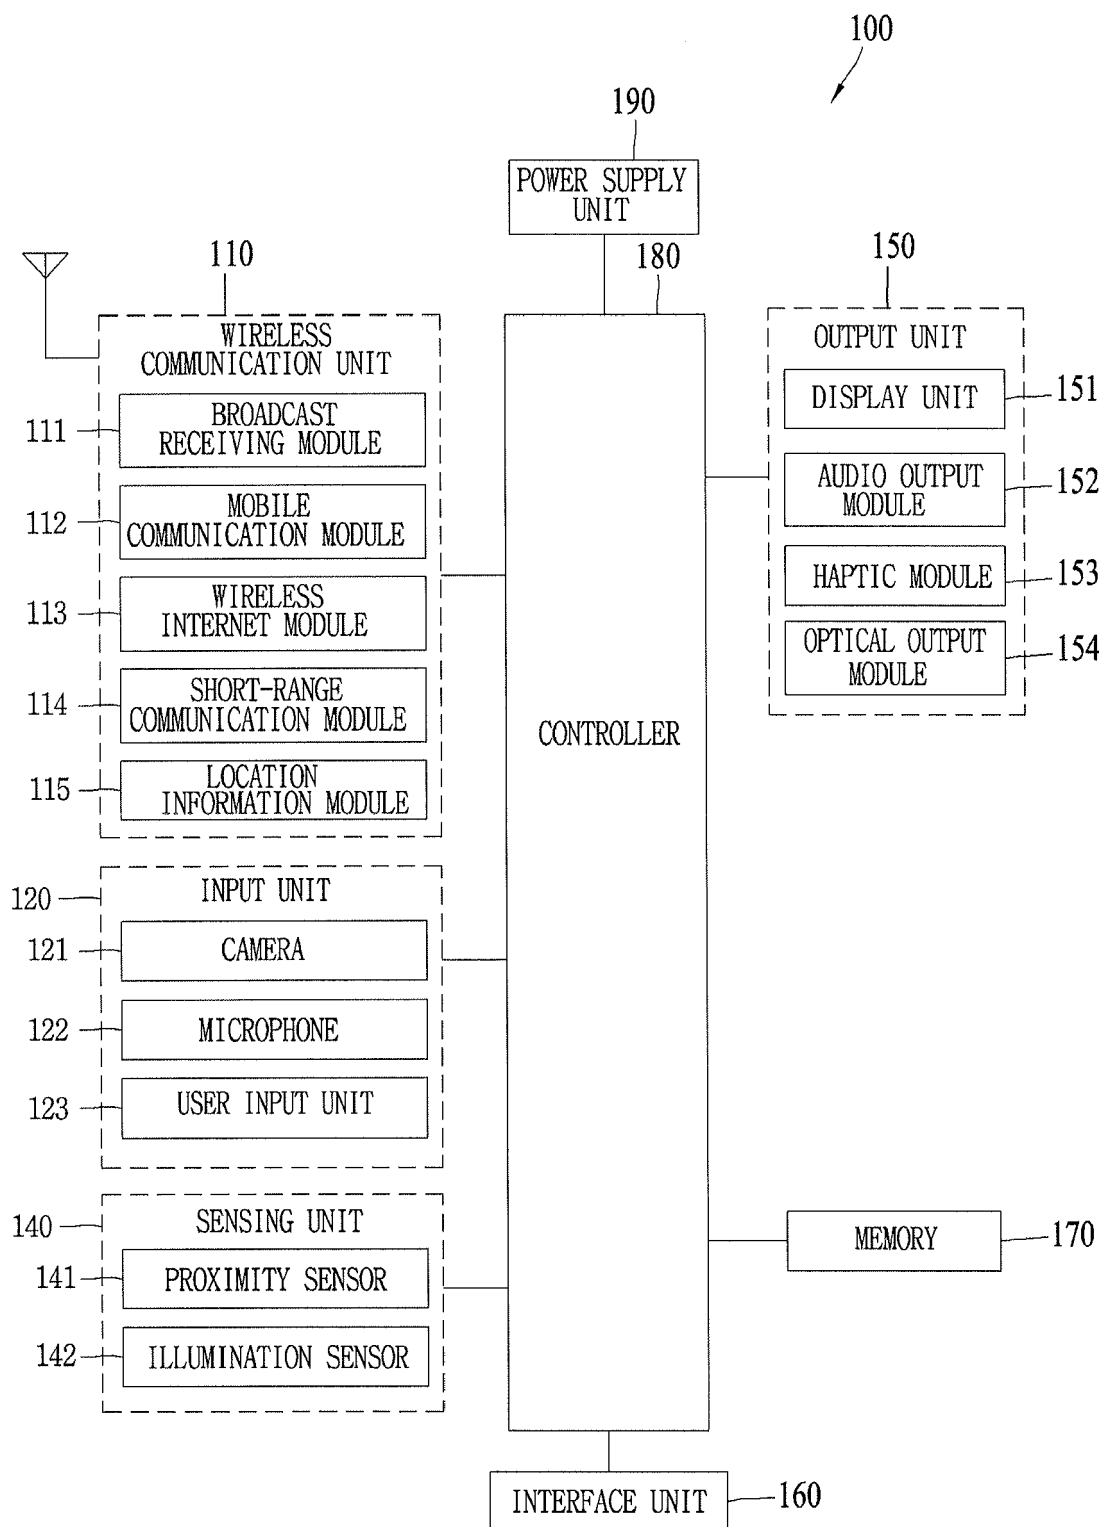 100
190
POWER SUPPLY
UNIT
110
180
150
WIRELESS
COMMUNICATION UNIT
111
BROADCAST
RECEIVING MODULE
112
MOBILE
COMMUNICATION MODULE
113
WIRELESS
INTERNET MODULE
114
SHORT-RANGE
COMMUNICATION MODULE
115
LOCATION
INFORMATION MODULE
120
INPUT UNIT
121
CAMERA
122
MICROPHONE
123
USER INPUT UNIT
140
SENSING UNIT
141
PROXIMITY SENSOR
142
ILLUMINATION SENSOR
CONTROLLER
OUTPUT UNIT
DISPLAY UNIT
151
AUDIO OUTPUT
MODULE
152
HAPTIC MODULE
153
OPTICAL OUTPUT
MODULE
154
MEMORY
170
INTERFACE UNIT
160